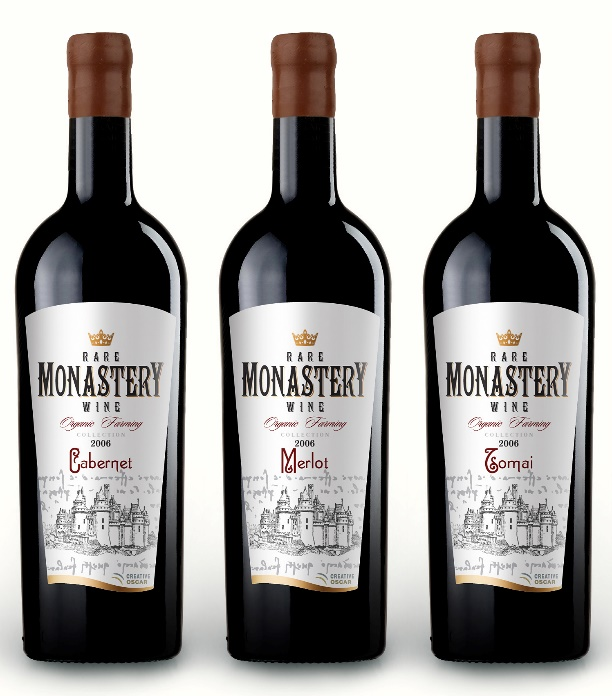 RARE
MONASTERY
WINE
Organic Farming
COLLECTION
2006
Cabernet
CREATIVE
OSCAR
RARE
MONASTERY
WINE
Organic Farming
COLLECTION
2006
Merlot
CREATIVE
OSCAR
RARE
MONASTERY
WINE
Organic Farming
COLLECTION
2006
Tomai
CREATIVE
OSCAR